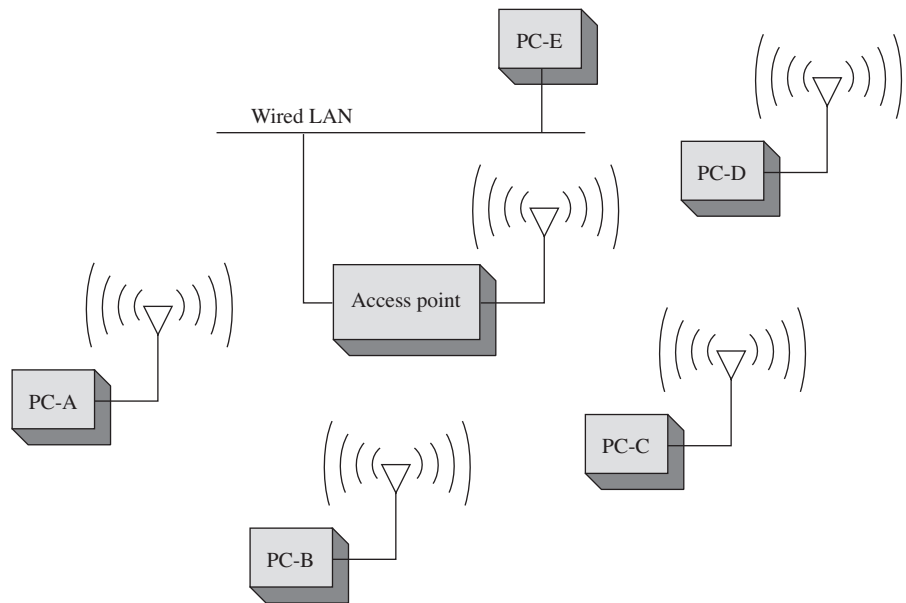 PC-E
Wired LAN
PC-D
Access point
PC-A
PC-C
PC-B